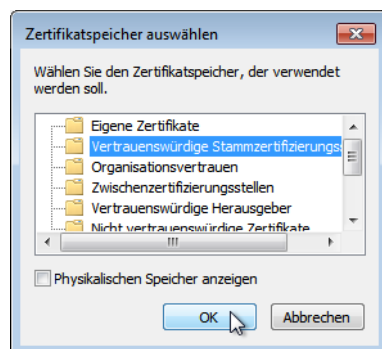 Zertifikatspeicher auswählen
Wählen Sie den Zertifikatspeicher, der verwendet
werden soll.
Eigene Zertifikate
Vertrauenswürdige Stammzertifizierungs
Organisationsvertrauen
Zwischenzertifizierungsstellen
Vertrauenswürdige Herausgeber
Nicht vertrauenswürdige Zertifikate
Physikalischen Speicher anzeigen
OK Abbrechen